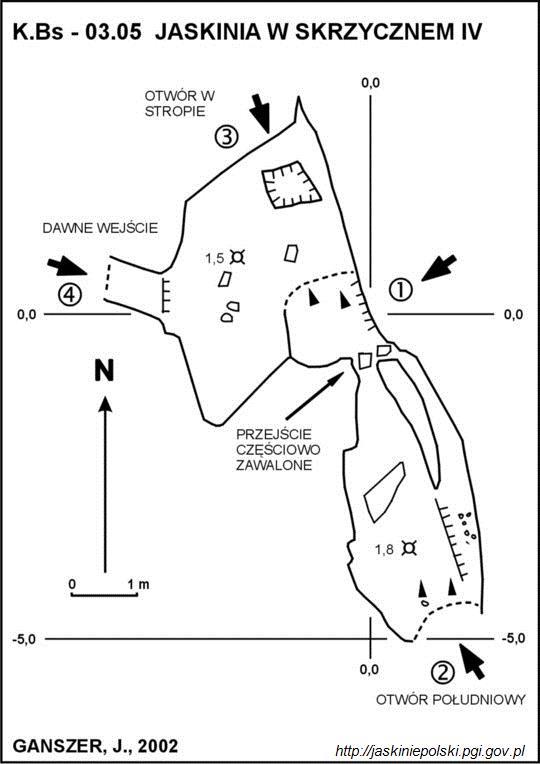 K.Bs - 03.05 JASKINIA W SKRZYCZNEM IV
0,0
OTWÓR W
STROPIE
3
DAWNE WEJŚCIE
1,5
4
1
0,0
0,0
N
PRZEJŚCIE
CZĘŚCIOWO
ZAWALONE
1,8
0
1 m
-5,0
-5,0
0,0
2
OTWÓR POŁUDNIOWY
GANSZER, J., 2002
http://jaskiniepolski.pgi.gov.pl